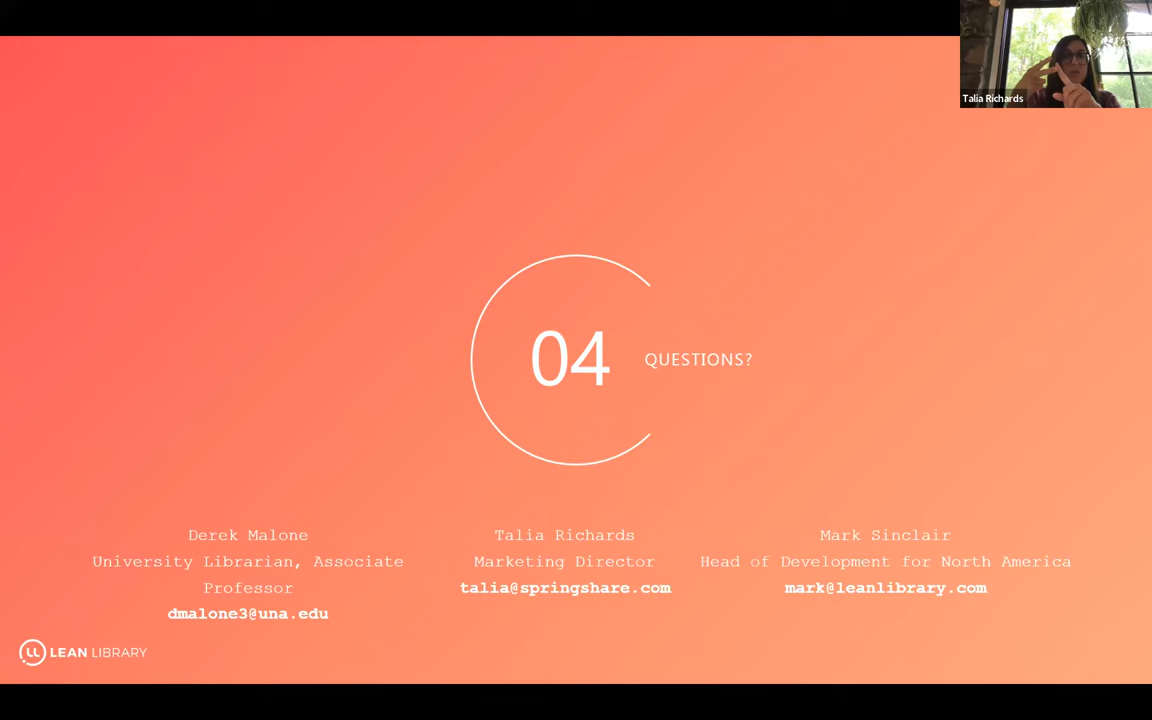 Talia Richards
04
QUESTIONS?
Derek Malone
University Librarian, Associate
Professor
dmalone3@una.edu
Talia Richards
Marketing Director
talia@springshare.com
Mark Sinclair
Head of Development for North America
mark@leanlibrary.com
LEAN LIBRARY